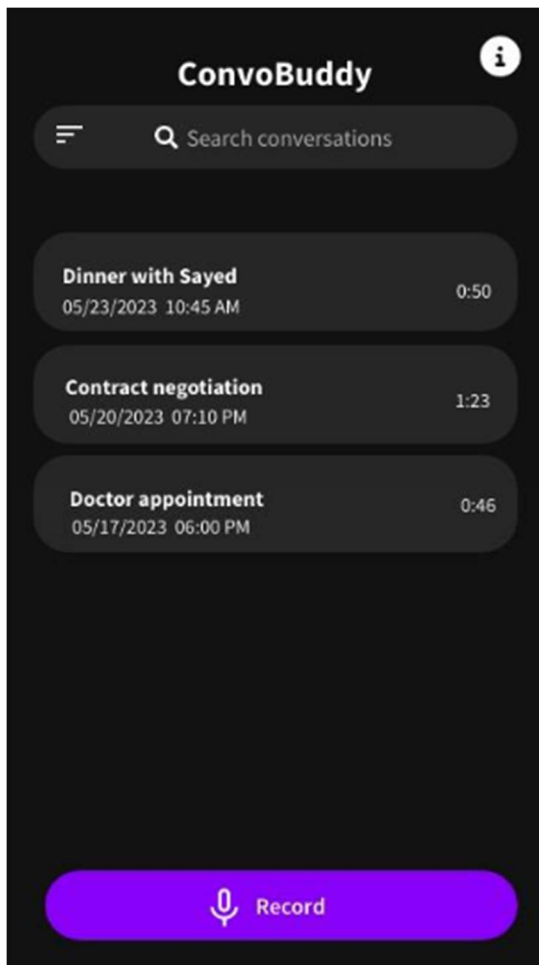 ConvoBuddy
Search conversations
Dinner with Sayed
05/23/2023 10:45 AM
0:50
Contract negotiation
05/20/2023 07:10 PM
1:23
Doctor appointment
05/17/2023 06:00 PM
0:46
Record